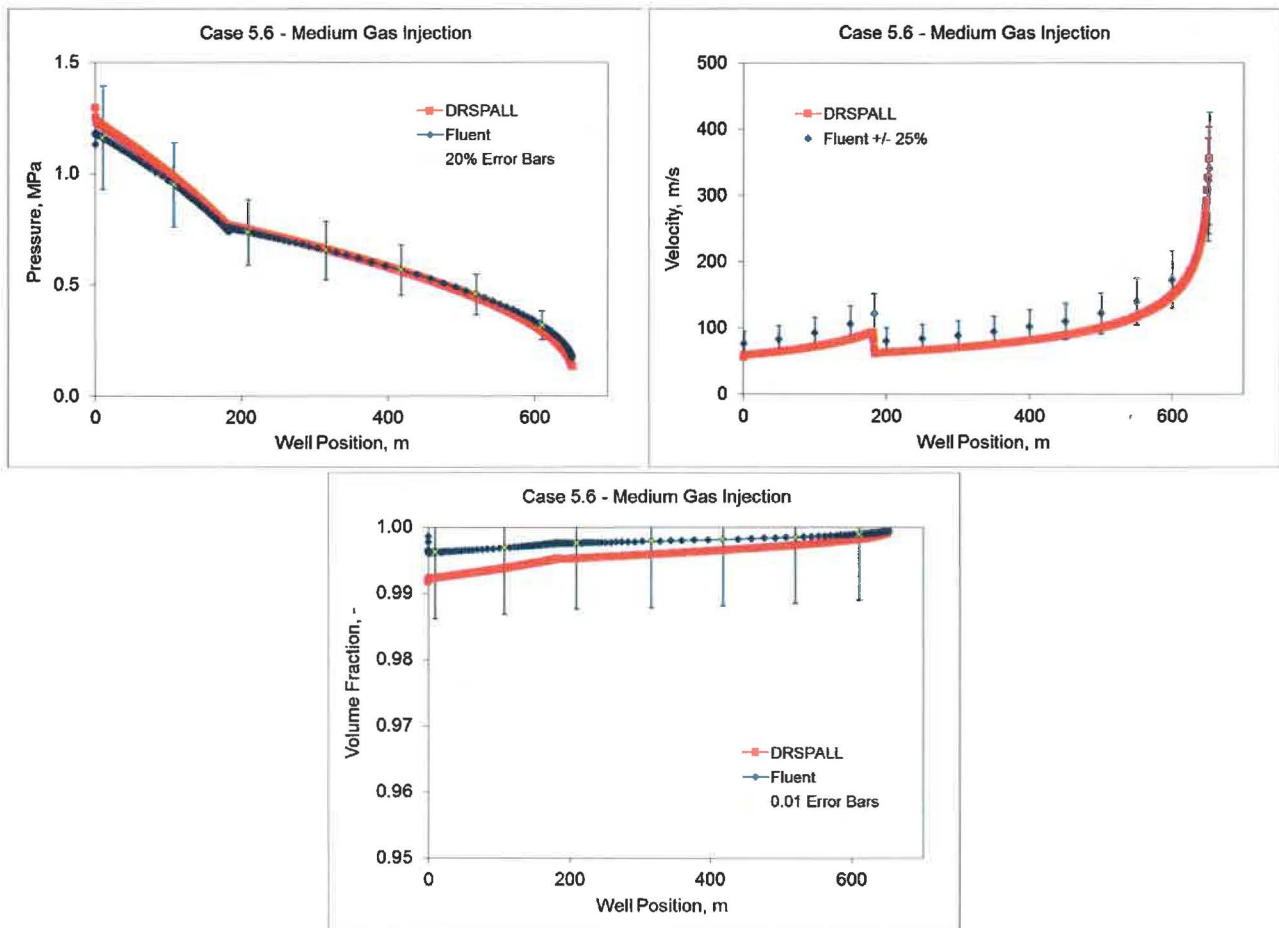 Case 5.6 - Medium Gas Injection
1.5
1.0
0.5
0.0
Pressure, MPa
DRSPALL
Fluent
20% Error Bars
0 200 400 600
Well Position, m
Case 5.6 - Medium Gas Injection
500
400
300
200
100
0
Velocity, m/s
DRSPALL
Fluent +/- 25%
0 200 400 600
Well Position, m
Case 5.6 - Medium Gas Injection
1.00
0.99
0.98
0.97
0.96
0.95
Volume Fraction, -
DRSPALL
Fluent
0.01 Error Bars
0 200 400 600
Well Position, m